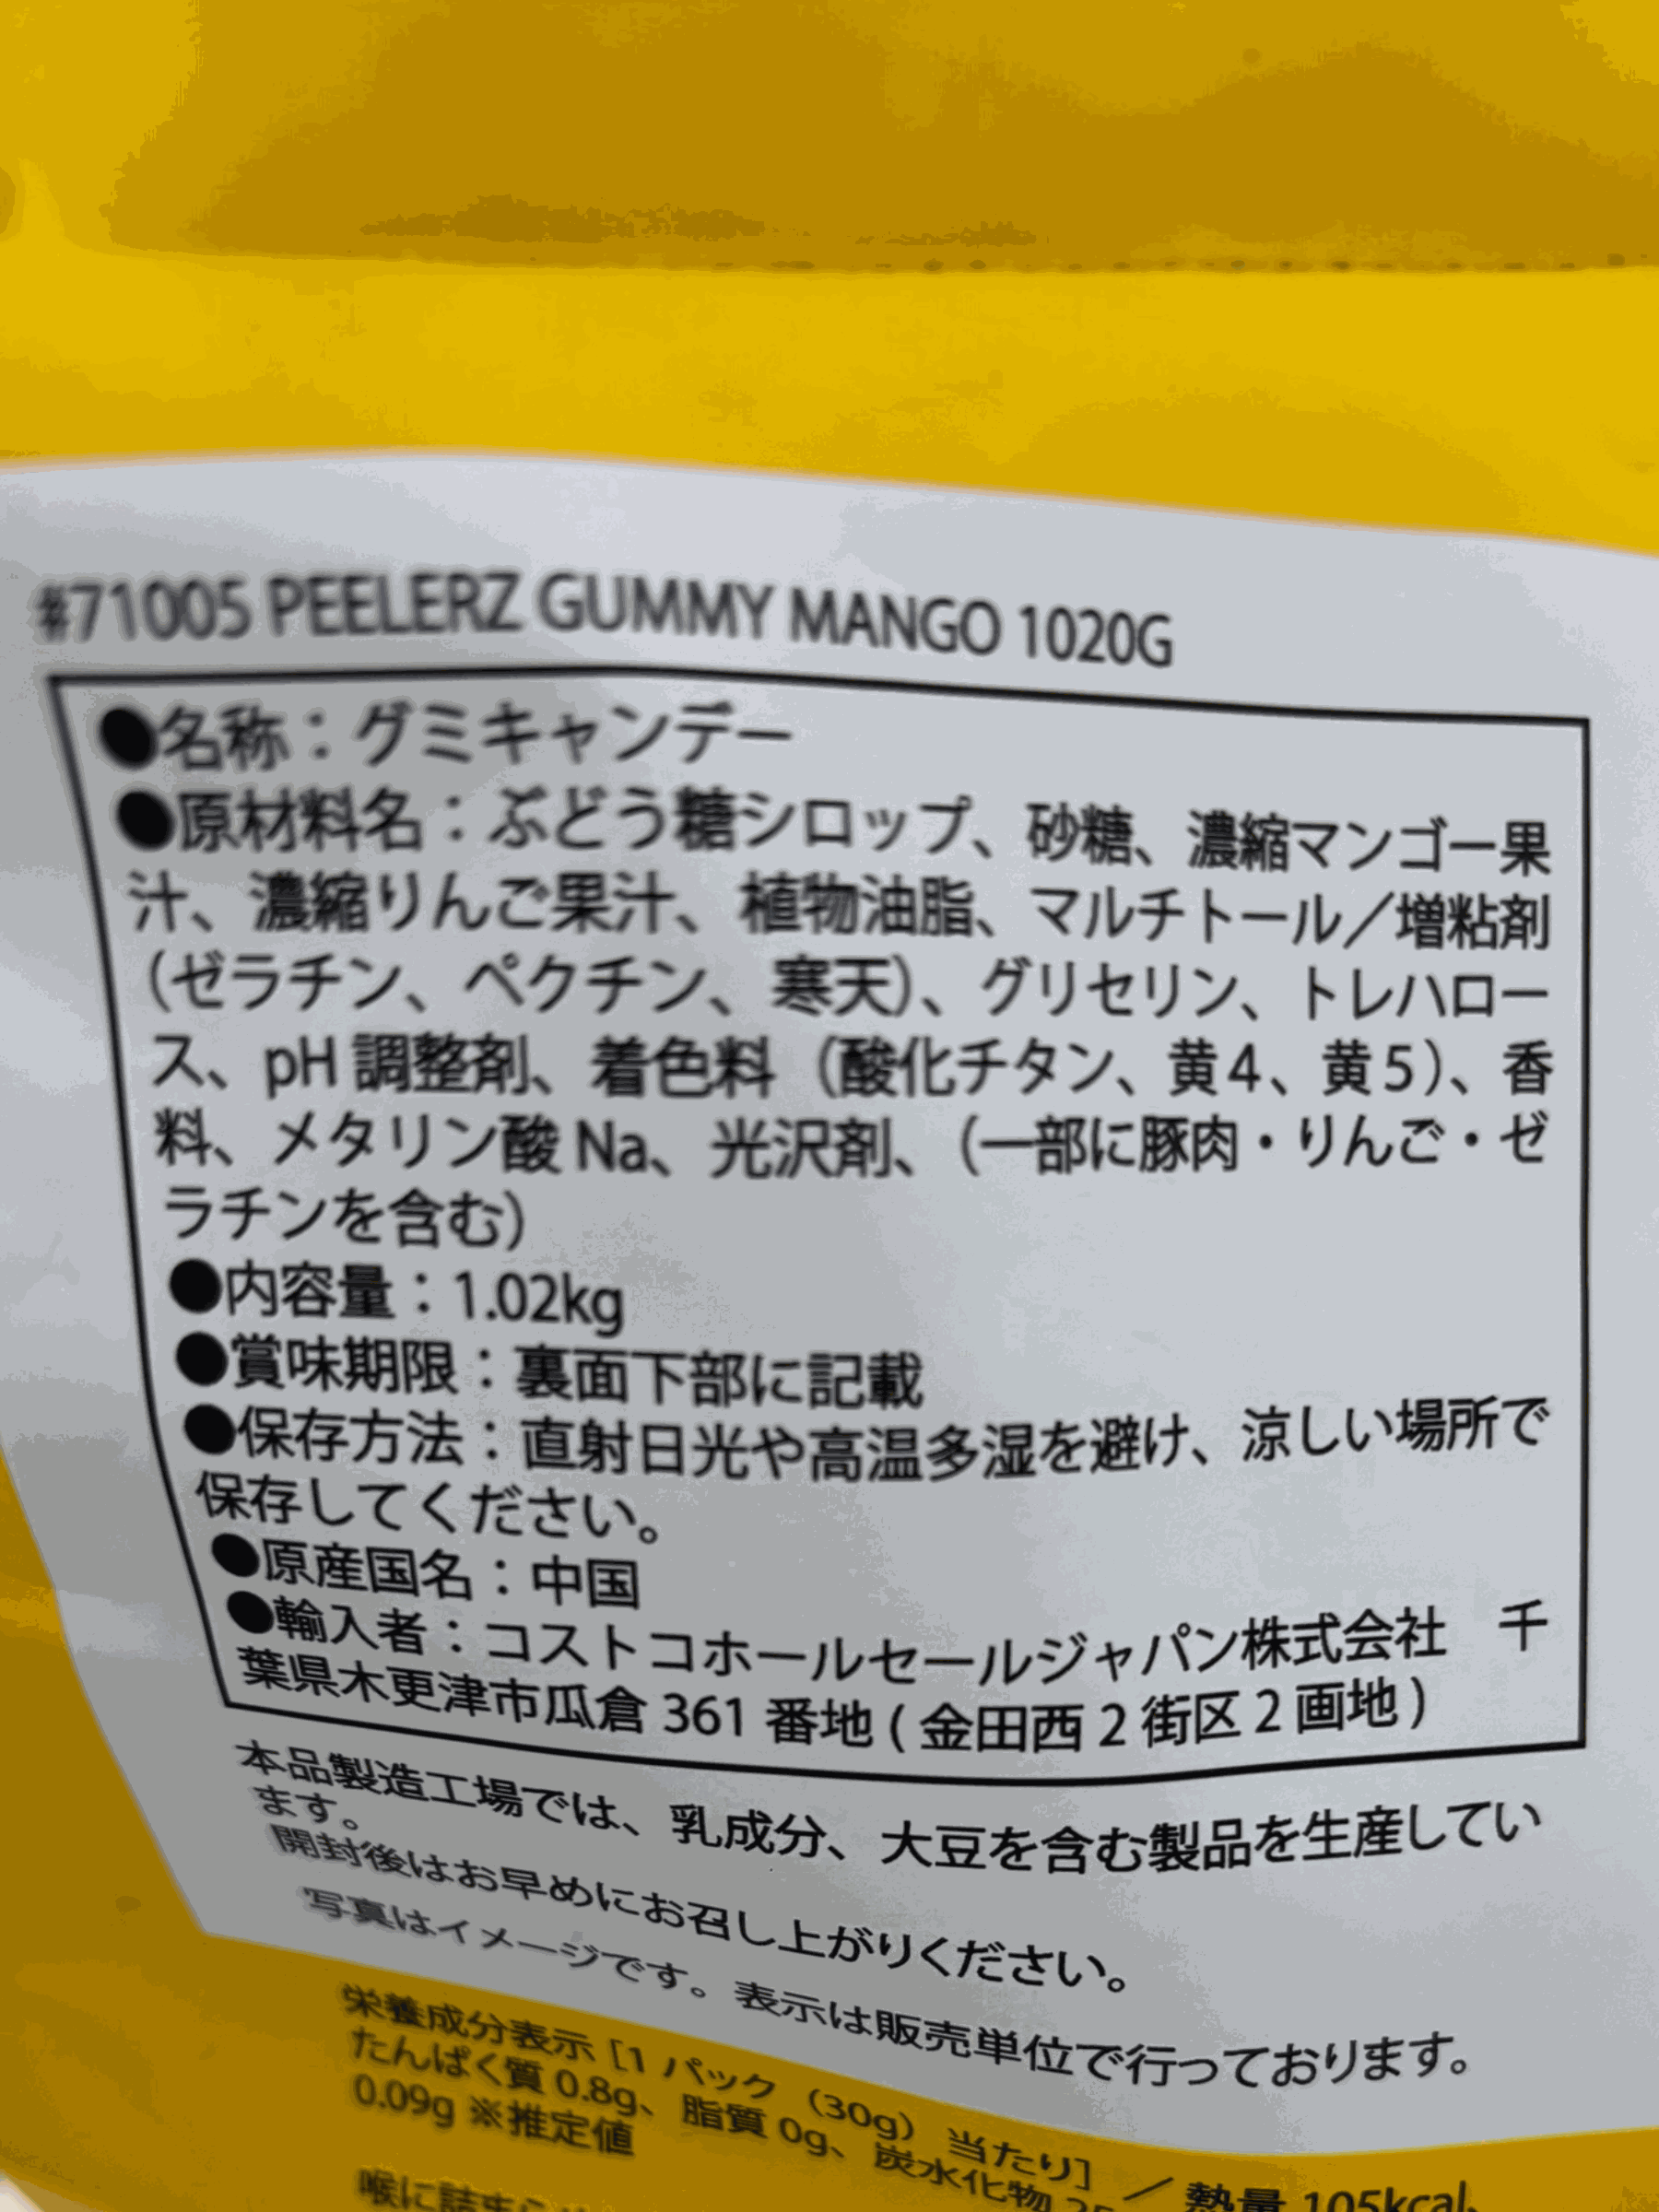 #71005 PEELERZ GUMMY MANGO 1020G
●名称：グミキャンデー
●原材料名：ぶどう糖シロップ、砂糖、濃縮マンゴー果
汁、濃縮りんご果汁、植物油脂、マルチトール／増粘剤
（ゼラチン、ペクチン、寒天）、グリセリン、トレハロー
ス、pH 調整剤、着色料（酸化チタン、黄4、黄5）、香
料、メタリン酸 Na、光沢剤、（一部に豚肉・りんご・ゼ
ラチンを含む）
●内容量：1.02kg
●賞味期限：裏面下部に記載
●保存方法：直射日光や高温多湿を避け、涼しい場所で
保存してください。
●原産国名：中国
●輸入者：コストコホールセールジャパン株式会社　千
葉県木更津市瓜倉 361 番地 ( 金田西 2 街区 2 画地 )
本品製造工場では、乳成分、大豆を含む製品を生産してい
ます。
開封後はお早めにお召し上がりください。
写真はイメージです。表示は販売単位で行っております。
栄養成分表示［1 パック（30g）当たり］／ 熱量 105kcal、
たんぱく質 0.8g、脂質 0g、炭水化物
0.09g ※推定値
喉に詰まら